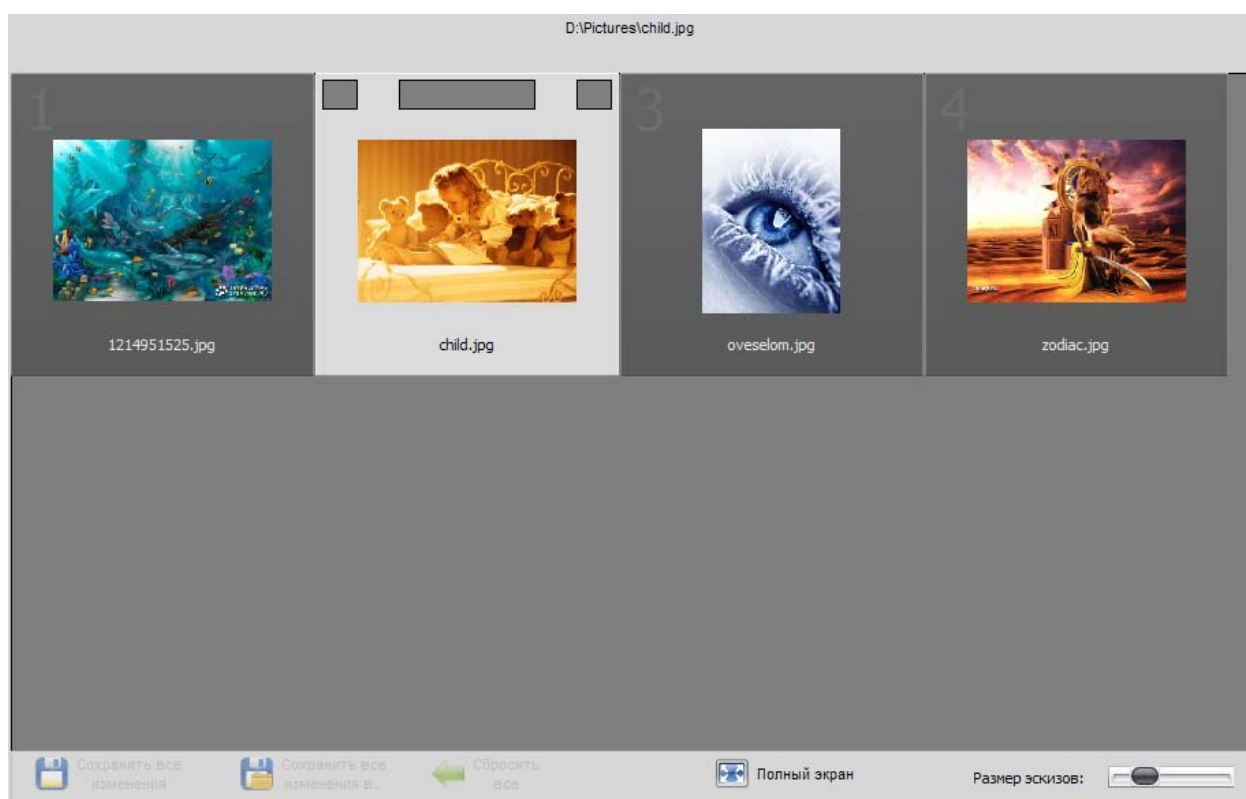 D:\Pictures\child.jpg
1
3
4
1214951525.jpg
child.jpg
oveselom.jpg
zodiac.jpg
Сохранить все
изменения
Сохранить все
изменения в..
Сбросить
все
Полный экран
Размер эскизов: